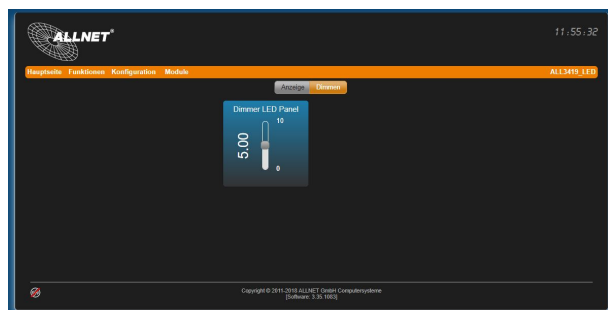 ALLNET®
11:55:32
Hauptseite Funktionen Konfiguration Module
ALL3419_LED
Anzeige Dimmen
Dimmer LED Panel
10
5.00
0
Copyright © 2011-2018 ALLNET GmbH Computersysteme
[Software: 3.35.1083]